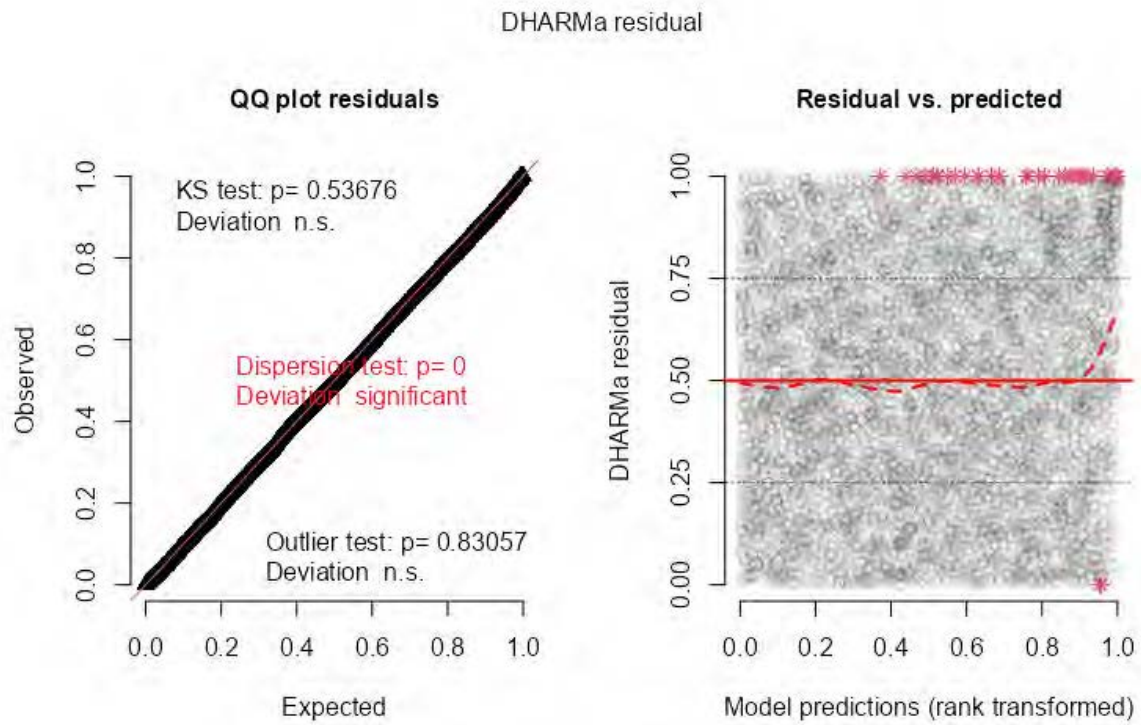 DHARMa residual
QQ plot residuals
KS test: p= 0.53676
Deviation n.s.
Dispersion test: p= 0
Deviation significant
Outlier test: p= 0.83057
Deviation n.s.
Observed
1.0
0.8
0.6
0.4
0.2
0.0
0.0 0.2 0.4 0.6 0.8 1.0
Expected
Residual vs. predicted
DHARMa residual
1.00
0.75
0.50
0.25
0.00
0.0 0.2 0.4 0.6 0.8 1.0
Model predictions (rank transformed)